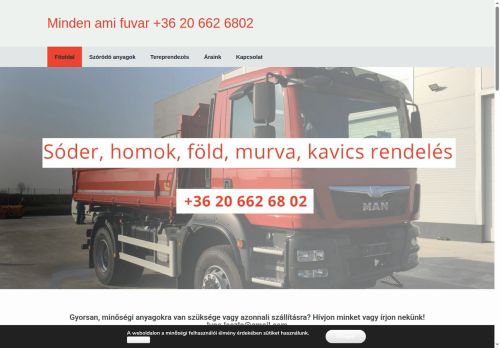 Minden ami fuvar +36 20 662 6802
Főoldal Szóródó anyagok Tereprendezés Áraink Kapcsolat
Sóder, homok, föld, murva, kavics rendelés
+36 20 662 68 02
MAN
Gyorsan, minőségi anyagokra van szüksége vagy azonnali szállításra? Hívjon minket vagy írjon nekünk!
A weboldalon a minőségi felhasználói élmény érdekében sütiket használunk.